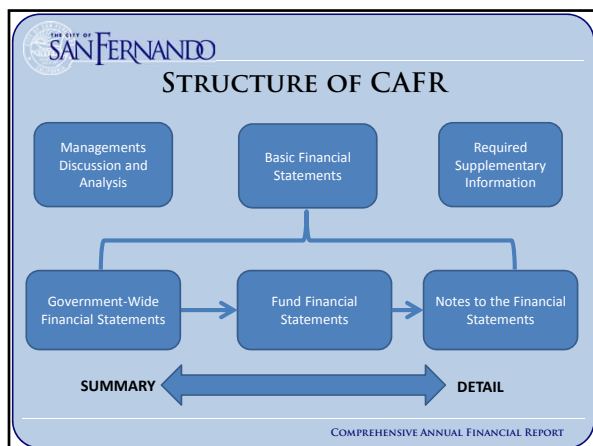 THE CITY OF
SAN FERNANDO
STRUCTURE OF CAFR
Managements
Discussion and
Analysis
Basic Financial
Statements
Required
Supplementary
Information
Government-Wide
Financial Statements
Fund Financial
Statements
Notes to the Financial
Statements
SUMMARY
DETAIL
COMPREHENSIVE ANNUAL FINANCIAL REPORT